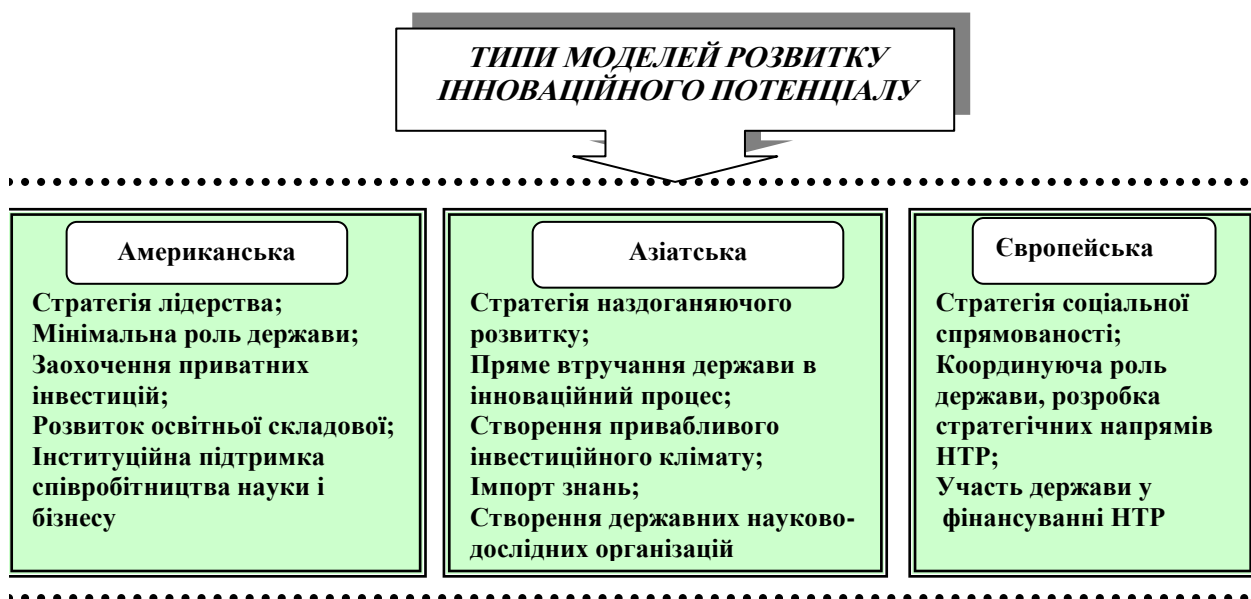 ТИПИ МОДЕЛЕЙ РОЗВИТКУ
ІННОВАЦІЙНОГО ПОТЕНЦІАЛУ
Американська
Стратегія лідерства;
Мінімальна роль держави;
Заохочення приватних
інвестицій;
Розвиток освітньої складової;
Інституційна підтримка
співробітництва науки і
бізнесу
Азіатська
Стратегія наздоганяючого
розвитку;
Пряме втручання держави в
інноваційний процес;
Створення привабливого
інвестиційного клімату;
Імпорт знань;
Створення державних науково-
дослідних організацій
Європейська
Стратегія соціальної
спрямованості;
Координуюча роль
держави, розробка
стратегічних напрямів
НТР;
Участь держави у
фінансуванні НТР